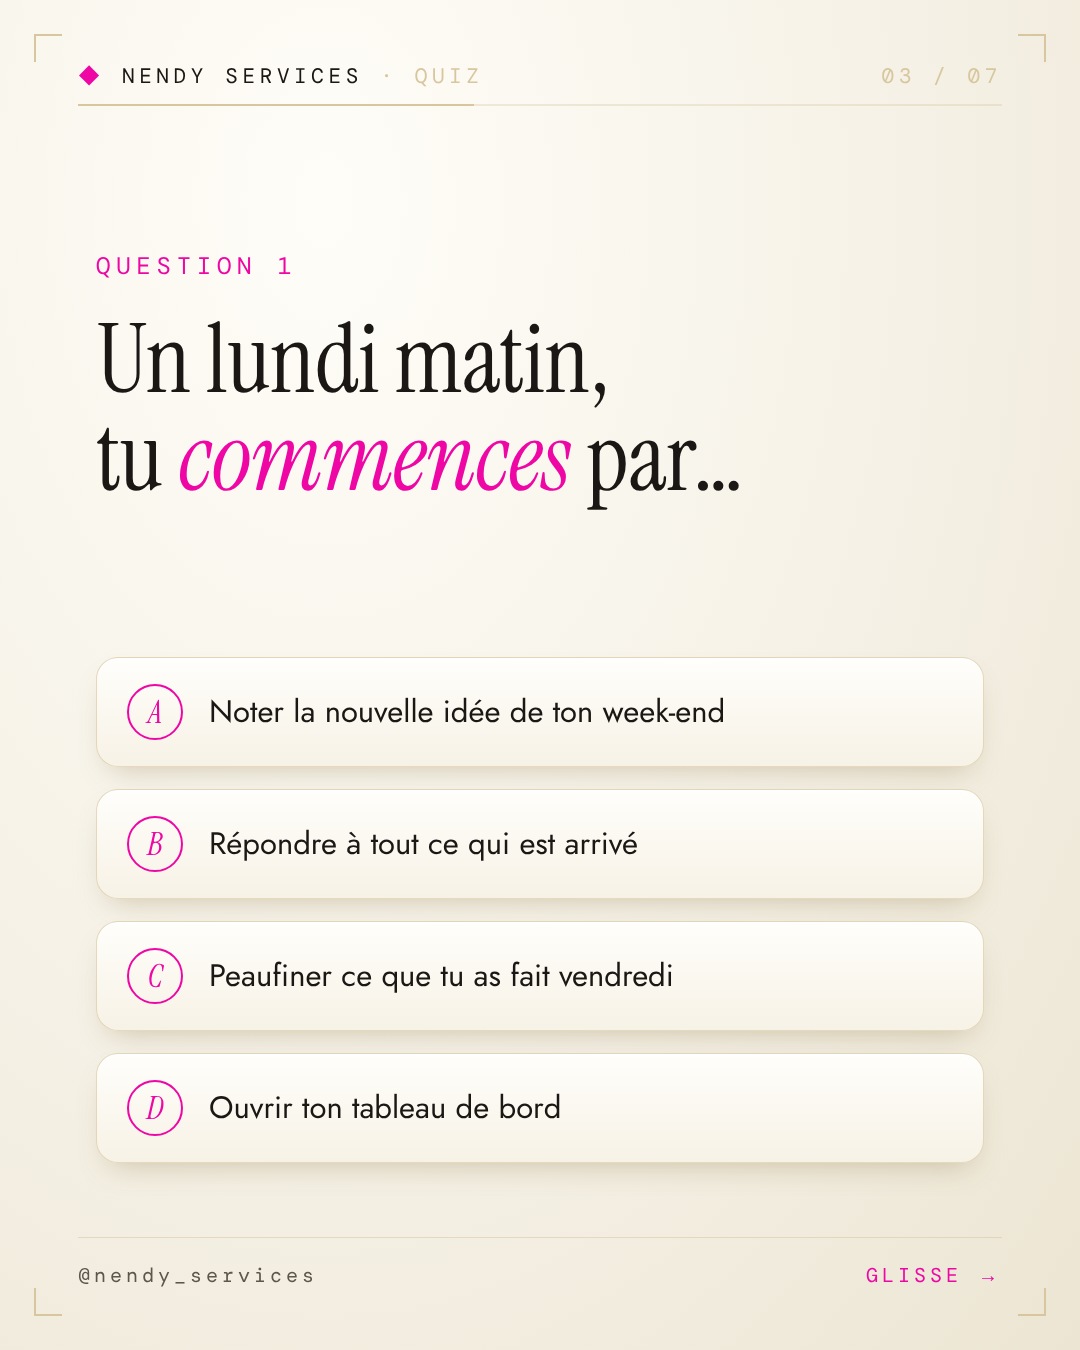 NENDY SERVICES · QUIZ
03 / 07
QUESTION 1
Un lundi matin,
tu commences par…
A Noter la nouvelle idée de ton week-end
B Répondre à tout ce qui est arrivé
C Peaufiner ce que tu as fait vendredi
D Ouvrir ton tableau de bord
@nendy_services
GLISSE →